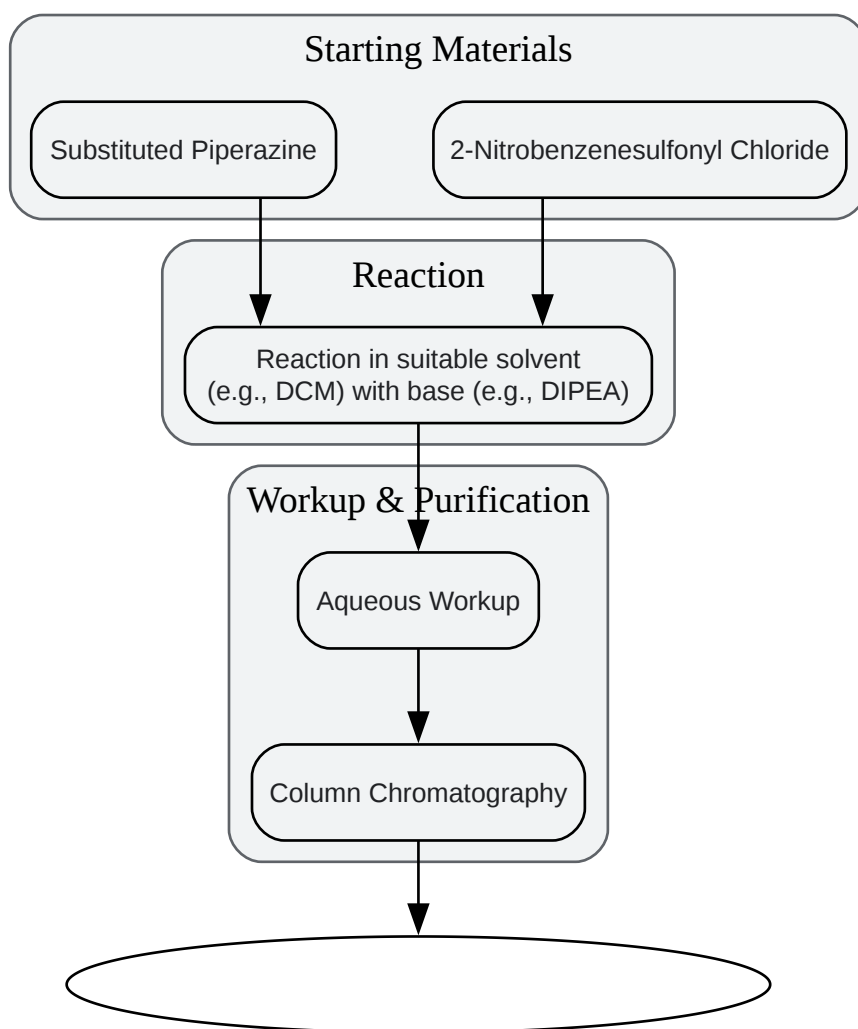 Starting Materials
Substituted Piperazine
2-Nitrobenzenesulfonyl Chloride
Reaction
Reaction in suitable solvent
(e.g., DCM) with base (e.g., DIPEA)
Workup & Purification
Aqueous Workup
Column Chromatography